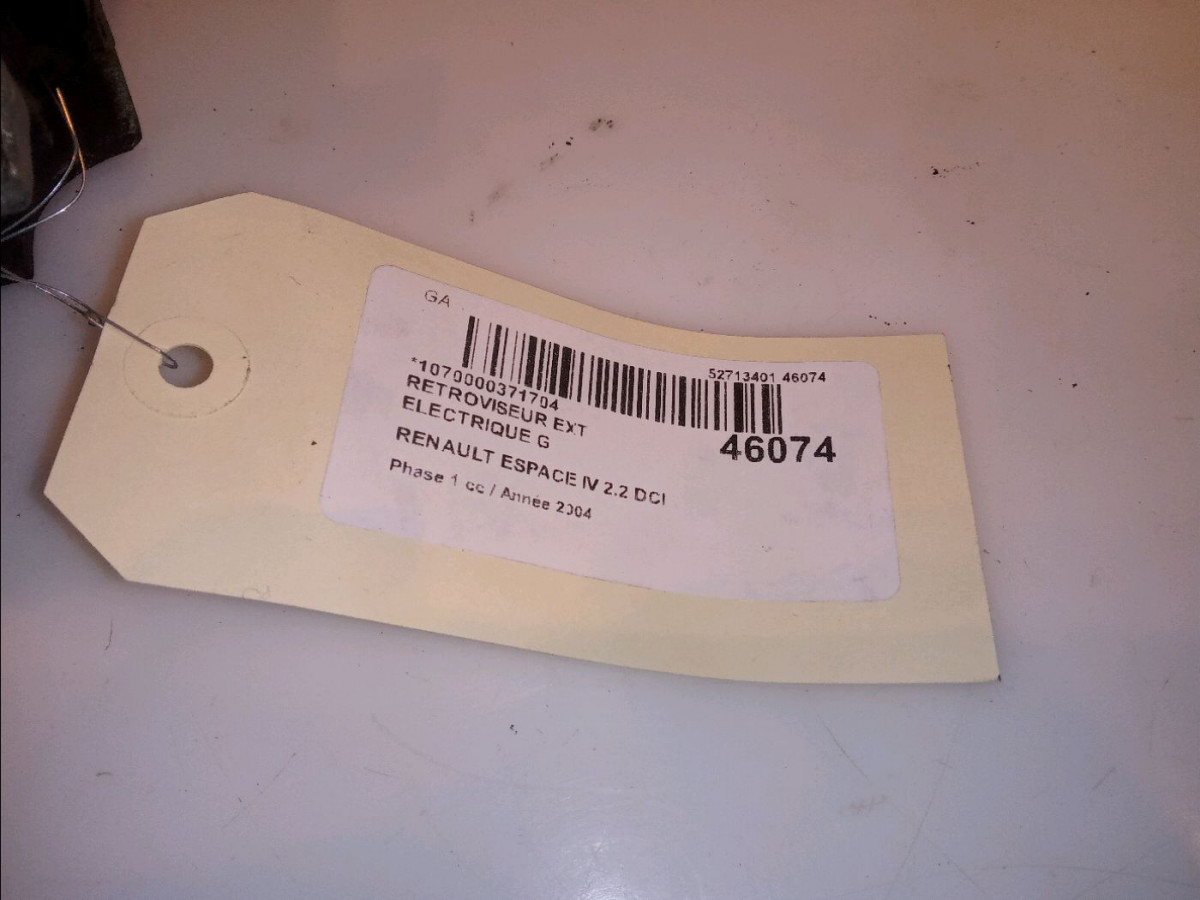 GA
52713401 46074
*1070000371704
46074
RETROVISEUR EXT
ELECTRIQUE G
RENAULT ESPACE IV 2.2 DCI
Phase 1 cc / Année 2004